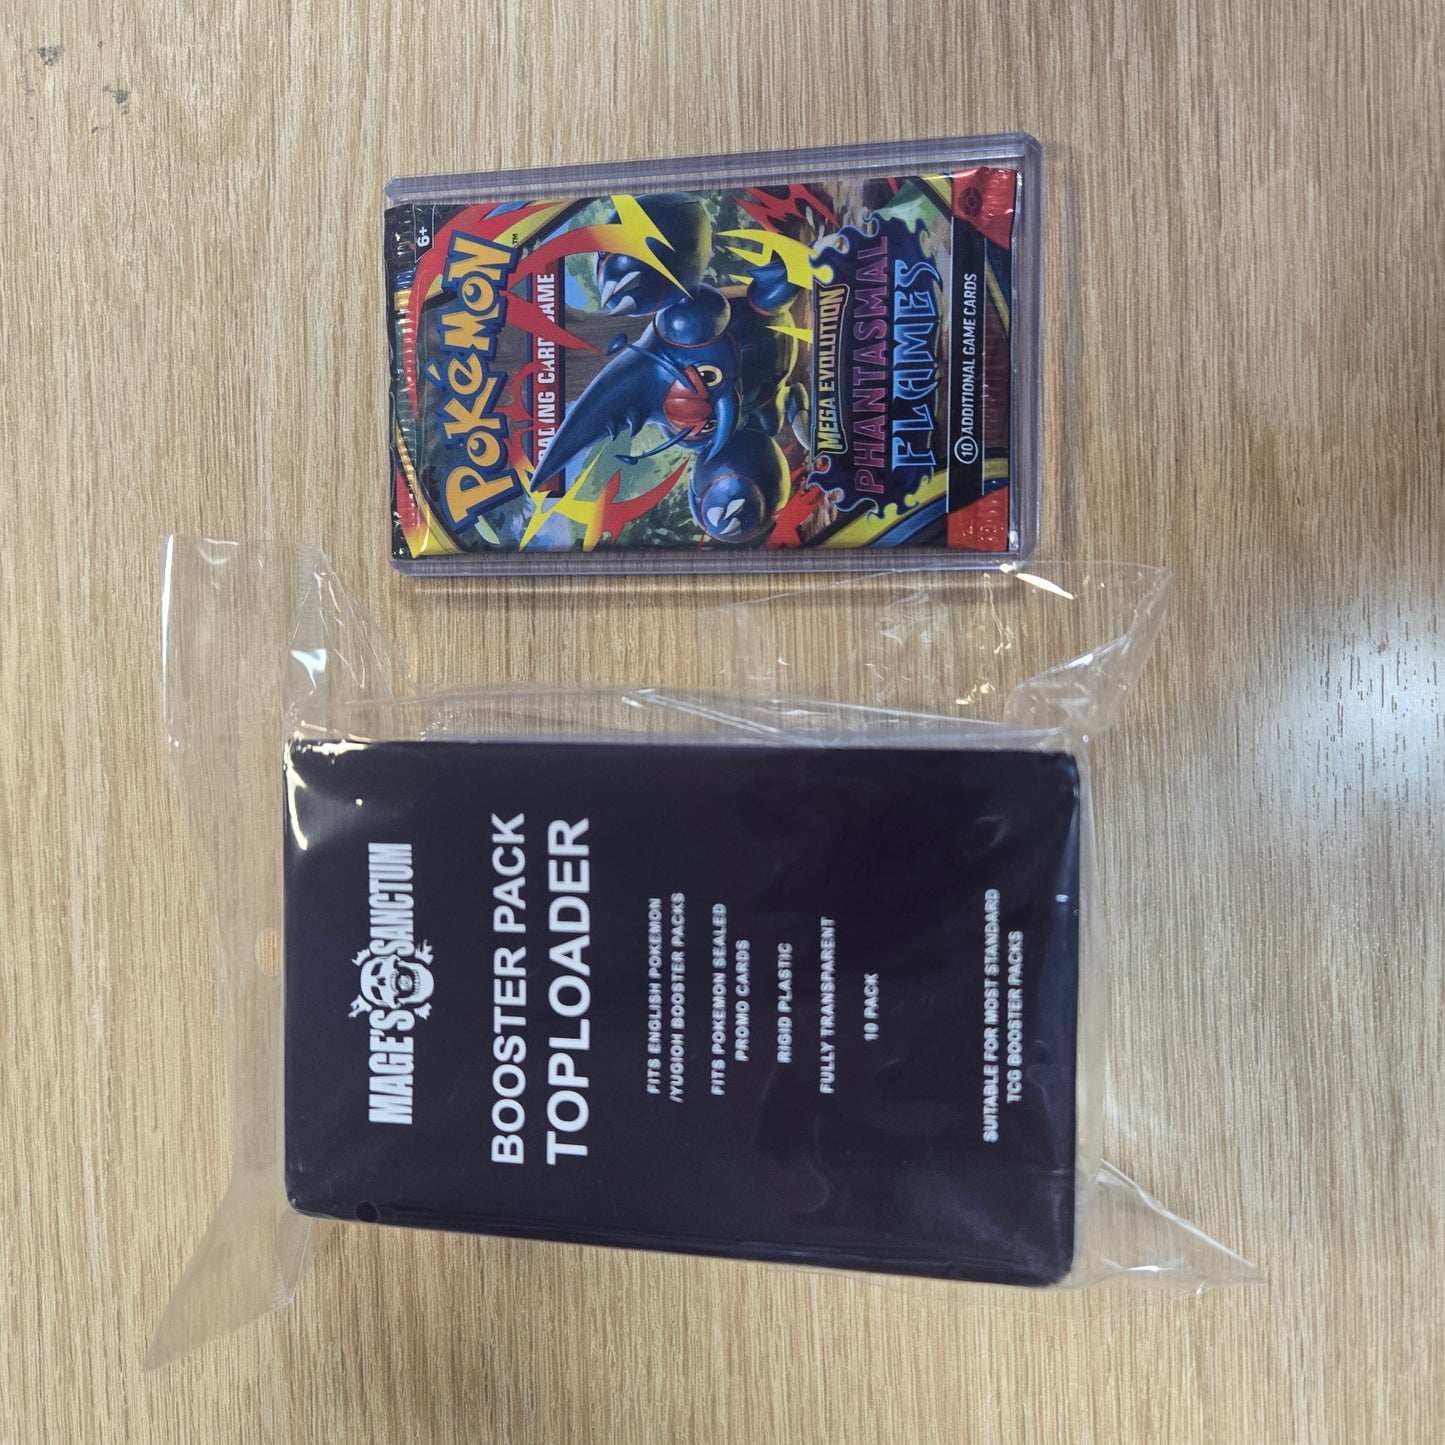 6+
POKéMON™
TRADING CARD GAME
MEGA EVOLUTION
PHANTASMAL
FLAMES
10 ADDITIONAL GAME CARDS
MAGE'S SANCTUM
BOOSTER PACK
TOPLOADER
FITS ENGLISH POKEMON
/YUGIOH BOOSTER PACKS
FITS POKEMON SEALED
PROMO CARDS
RIGID PLASTIC
FULLY TRANSPARENT
10 PACK
SUITABLE FOR MOST STANDARD
TCG BOOSTER PACKS